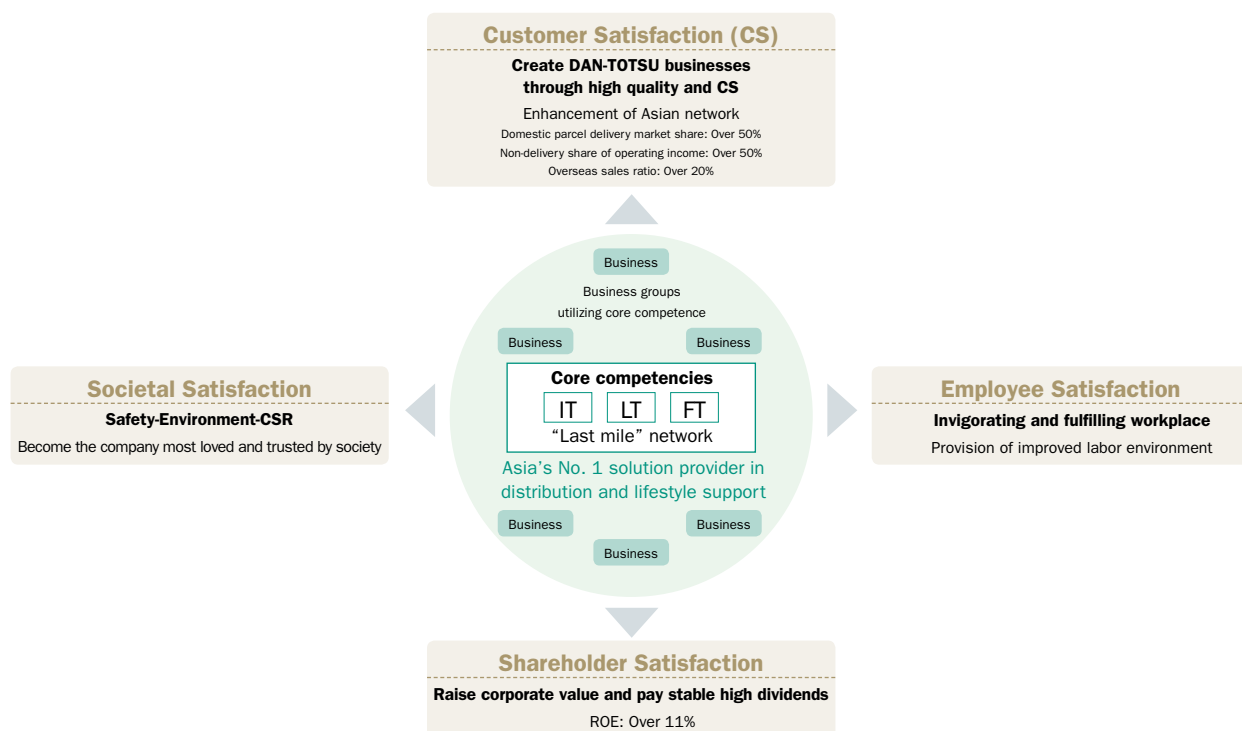 Customer Satisfaction (CS)
Create DAN-TOTSU businesses
through high quality and CS
Enhancement of Asian network
Domestic parcel delivery market share: Over 50%
Non-delivery share of operating income: Over 50%
Overseas sales ratio: Over 20%
Business
Business groups
utilizing core competence
Business
Business
Core competencies
IT LT FT
“Last mile” network
Asia’s No. 1 solution provider in
distribution and lifestyle support
Business
Business
Business
Societal Satisfaction
Safety-Environment-CSR
Become the company most loved and trusted by society
Employee Satisfaction
Invigorating and fulfilling workplace
Provision of improved labor environment
Shareholder Satisfaction
Raise corporate value and pay stable high dividends
ROE: Over 11%